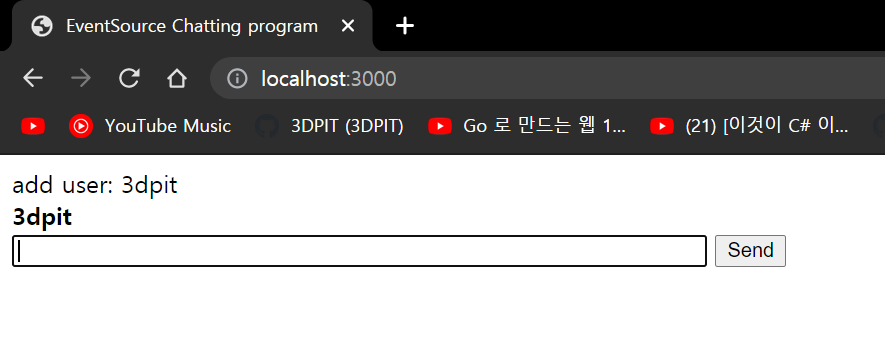 EventSource Chatting program
localhost:3000
YouTube Music 3DPIT (3DPIT) Go 로 만드는 웹 1... (21) [이것이 C# 이...
add user: 3dpit
3dpit
Send